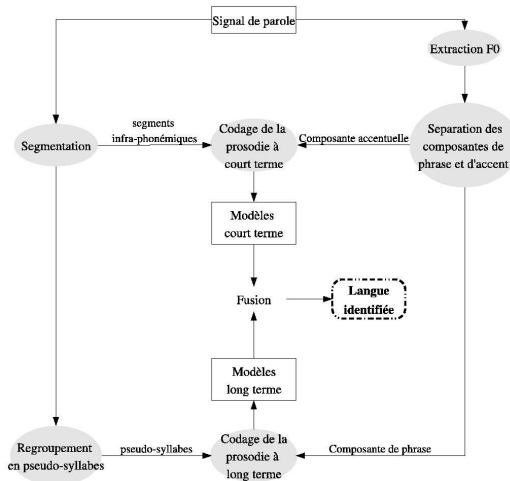 Signal de parole
Extraction F0
segments
infra-phonémiques
Segmentation
Codage de la
prosodie à
court terme
Composante accentuelle
Séparation des
composantes de
phrase et d'accent
Modèles
court terme
Fusion
Langue
identifiée
Modèles
long terme
Regroupement
en pseudo-syllabes
pseudo-syllabes
Codage de la
prosodie à
long terme
Composante de phrase